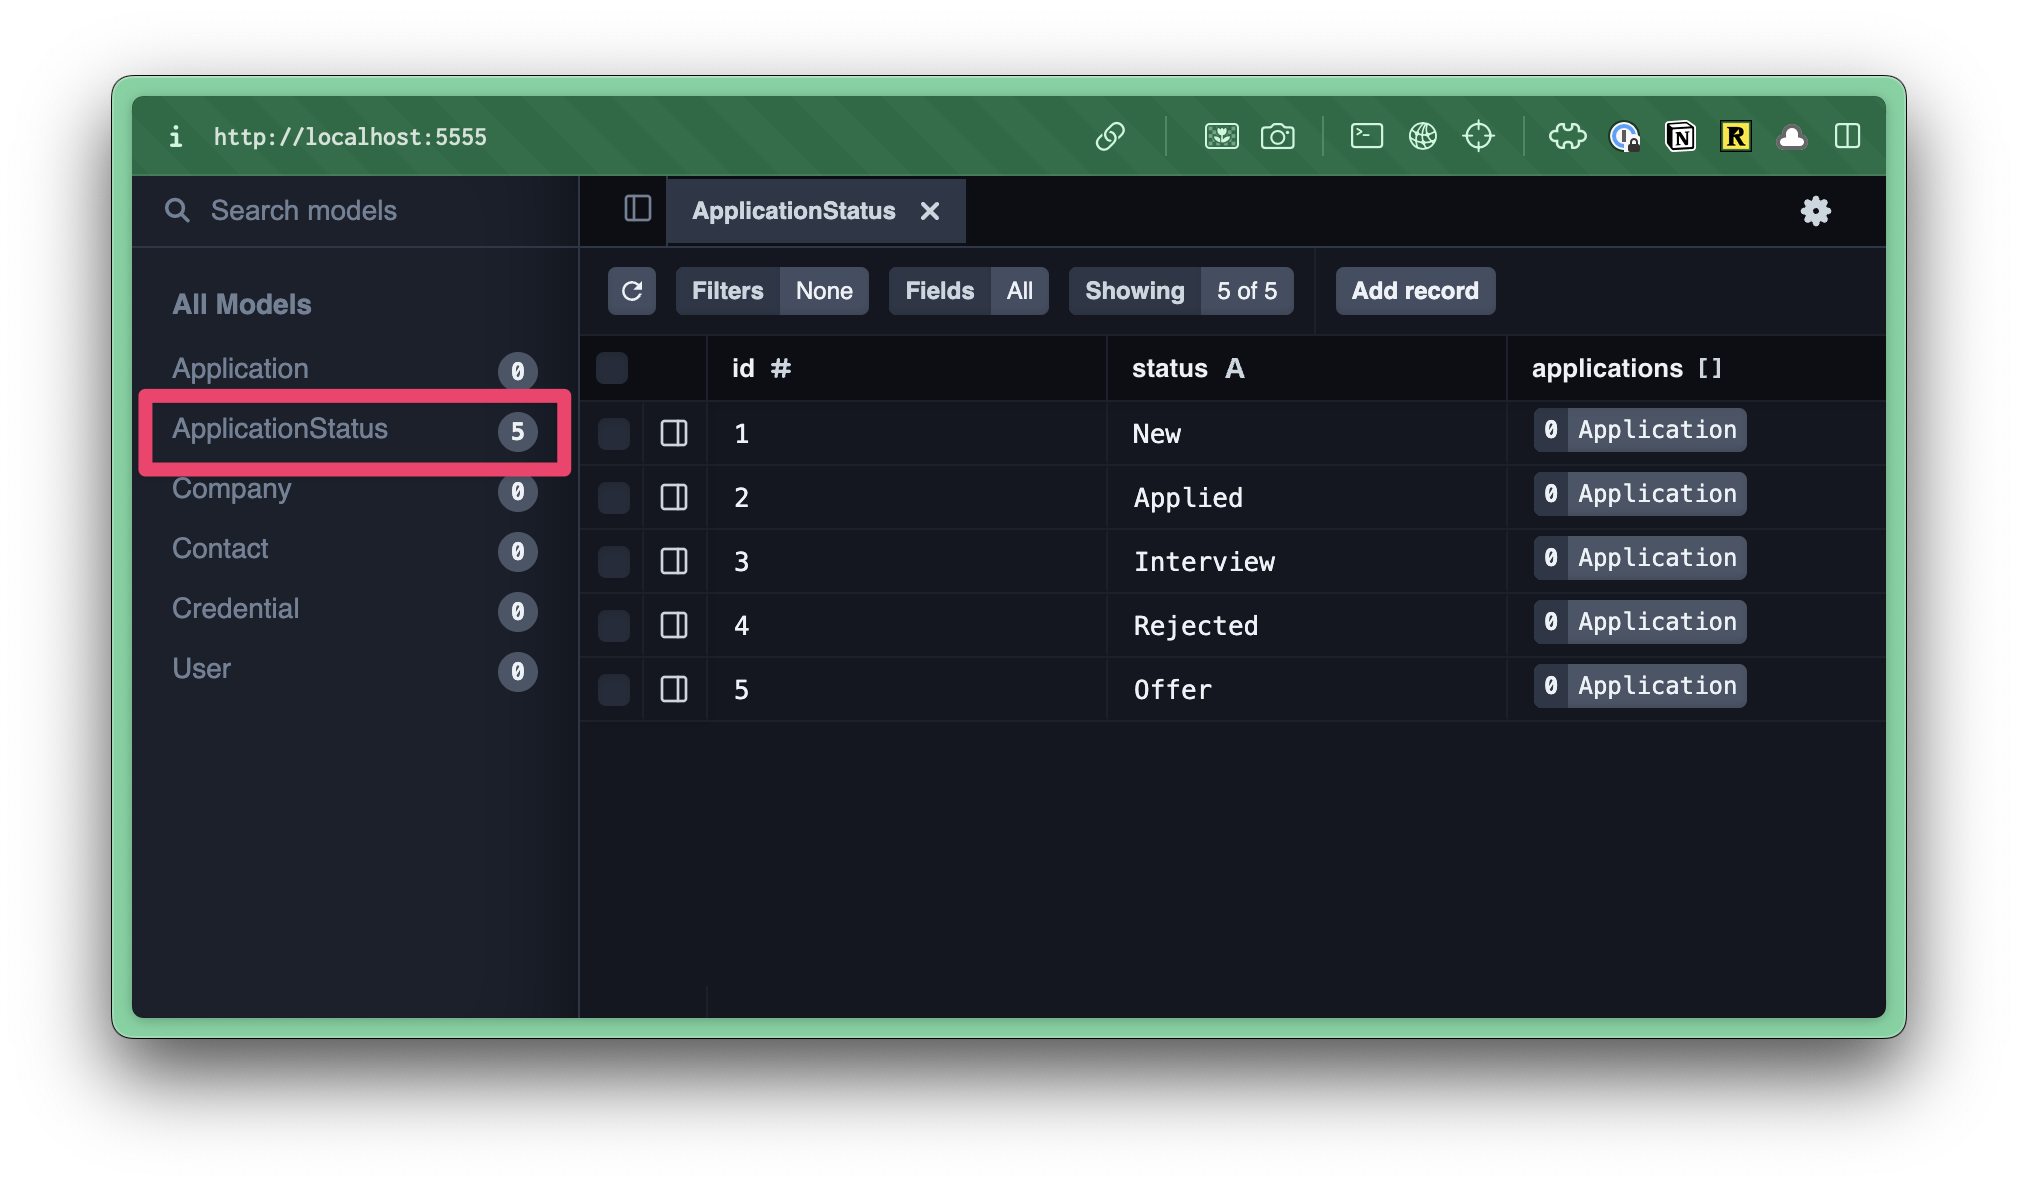 http://localhost:5555
Search models
ApplicationStatus
All Models
Application 0
ApplicationStatus 5
Company 0
Contact 0
Credential 0
User 0
Filters None Fields All Showing 5 of 5 Add record
id # status A applications []
1 New 0 Application
2 Applied 0 Application
3 Interview 0 Application
4 Rejected 0 Application
5 Offer 0 Application